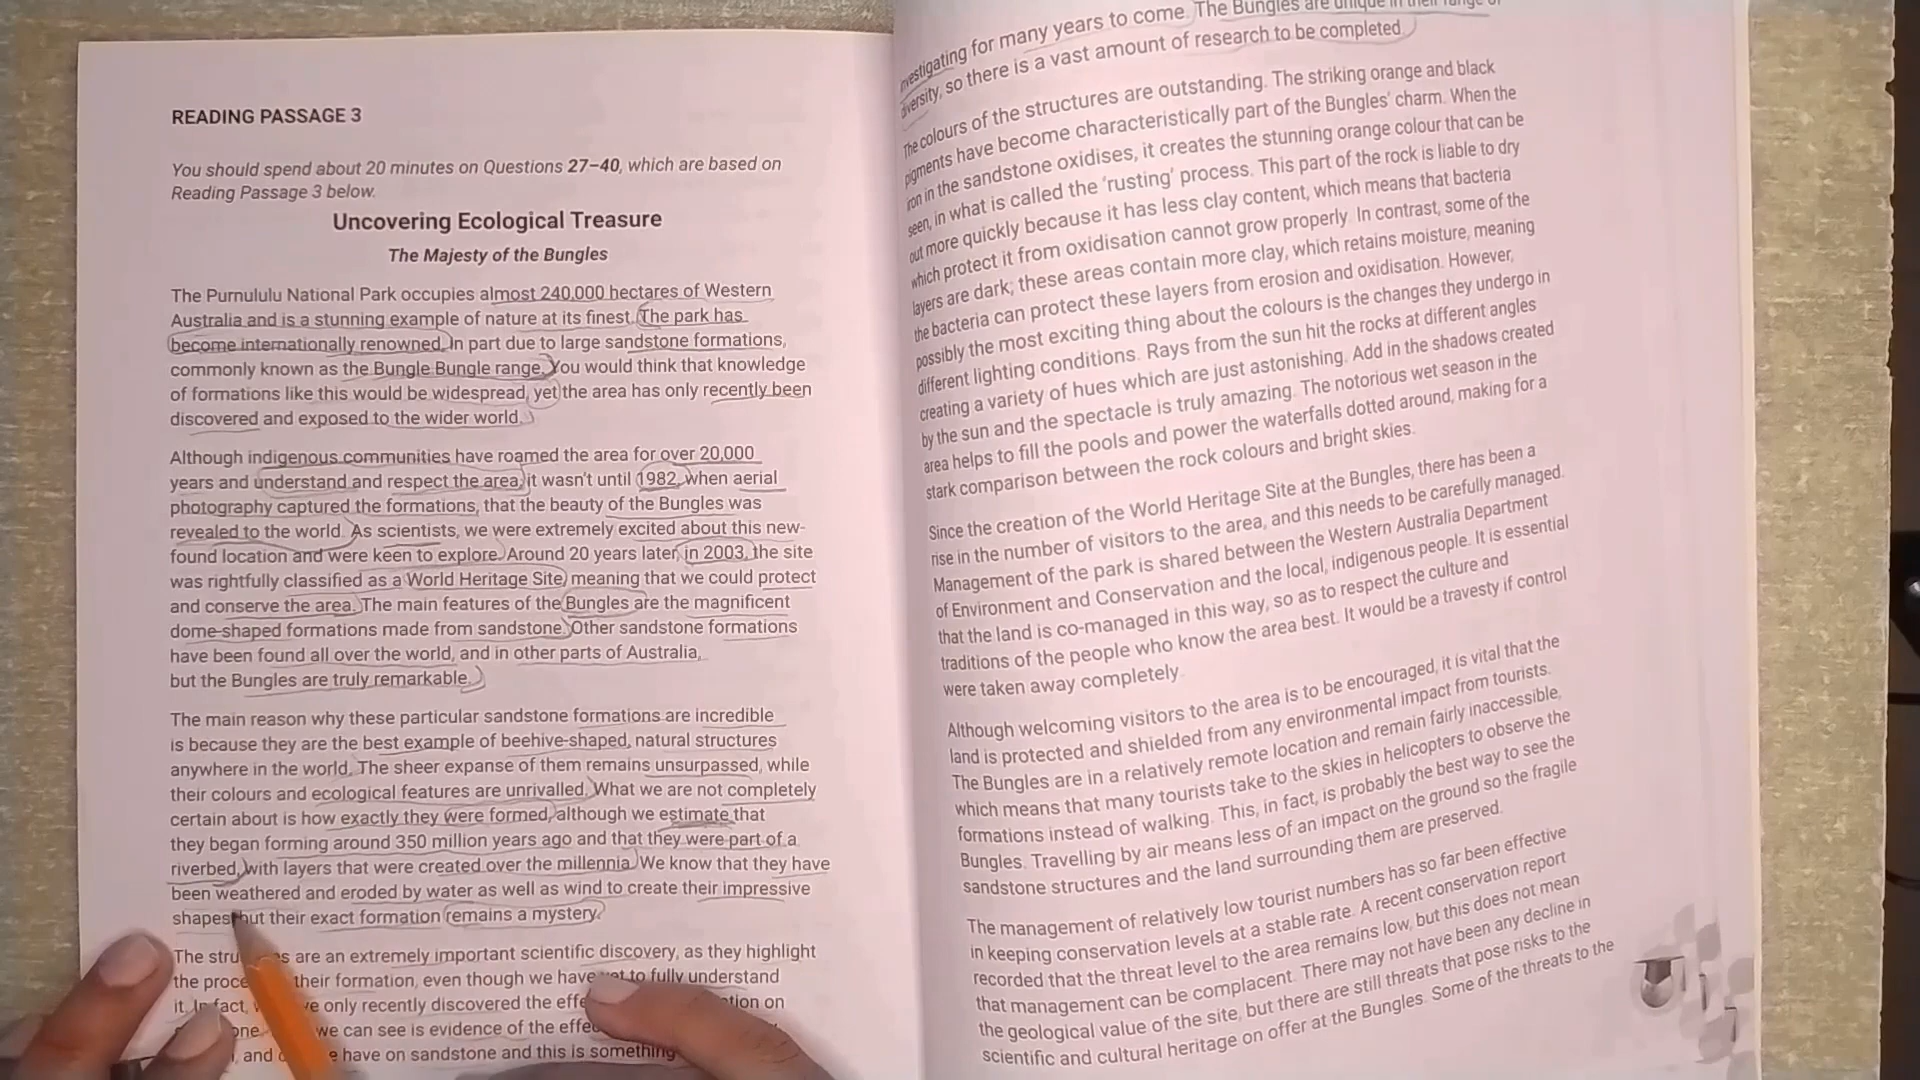 READING PASSAGE 3
You should spend about 20 minutes on Questions 27–40, which are based on
Reading Passage 3 below.
Uncovering Ecological Treasure
The Majesty of the Bungles
The Purnululu National Park occupies almost 240,000 hectares of Western
Australia and is a stunning example of nature at its finest. The park has
become internationally renowned. In part due to large sandstone formations,
commonly known as the Bungle Bungle range. You would think that knowledge
of formations like this would be widespread, yet the area has only recently been
discovered and exposed to the wider world.
Although indigenous communities have roamed the area for over 20,000
years and understand and respect the area, it wasn't until 1982, when aerial
photography captured the formations, that the beauty of the Bungles was
revealed to the world. As scientists, we were extremely excited about this new-
found location and were keen to explore. Around 20 years later, in 2003, the site
was rightfully classified as a World Heritage Site, meaning that we could protect
and conserve the area. The main features of the Bungles are the magnificent
dome-shaped formations made from sandstone. Other sandstone formations
have been found all over the world, and in other parts of Australia,
but the Bungles are truly remarkable.
The main reason why these particular sandstone formations are incredible
is because they are the best example of beehive-shaped, natural structures
anywhere in the world. The sheer expanse of them remains unsurpassed, while
their colours and ecological features are unrivalled. What we are not completely
certain about is how exactly they were formed, although we estimate that
they began forming around 350 million years ago and that they were part of a
riverbed, with layers that were created over the millennia. We know that they have
been weathered and eroded by water as well as wind to create their impressive
shapes but their exact formation remains a mystery.
The are an extremely important scientific discovery, as they highlight
the their formation, even though we have to fully understand
it. In fact, only recently discovered the on
we can see is evidence of the
and have on sandstone and this is something
investigating for many years to come. The Bungles are unique in their range of
diversity, so there is a vast amount of research to be completed.
The colours of the structures are outstanding. The striking orange and black
pigments have become characteristically part of the Bungles' charm. When the
iron in the sandstone oxidises, it creates the stunning orange colour that can be
seen, in what is called the 'rusting' process. This part of the rock is liable to dry
out more quickly because it has less clay content, which means that bacteria
which protect it from oxidisation cannot grow properly. In contrast, some of the
layers are dark; these areas contain more clay, which retains moisture, meaning
the bacteria can protect these layers from erosion and oxidisation. However,
possibly the most exciting thing about the colours is the changes they undergo in
different lighting conditions. Rays from the sun hit the rocks at different angles
creating a variety of hues which are just astonishing. Add in the shadows created
by the sun and the spectacle is truly amazing. The notorious wet season in the
area helps to fill the pools and power the waterfalls dotted around, making for a
stark comparison between the rock colours and bright skies.
Since the creation of the World Heritage Site at the Bungles, there has been a
rise in the number of visitors to the area, and this needs to be carefully managed.
Management of the park is shared between the Western Australia Department
of Environment and Conservation and the local, indigenous people. It is essential
that the land is co-managed in this way, so as to respect the culture and
traditions of the people who know the area best. It would be a travesty if control
were taken away completely.
Although welcoming visitors to the area is to be encouraged, it is vital that the
land is protected and shielded from any environmental impact from tourists.
The Bungles are in a relatively remote location and remain fairly inaccessible,
which means that many tourists take to the skies in helicopters to observe the
formations instead of walking. This, in fact, is probably the best way to see the
Bungles. Travelling by air means less of an impact on the ground so the fragile
sandstone structures and the land surrounding them are preserved.
The management of relatively low tourist numbers has so far been effective
in keeping conservation levels at a stable rate. A recent conservation report
recorded that the threat level to the area remains low, but this does not mean
that management can be complacent. There may not have been any decline in
the geological value of the site, but there are still threats that pose risks to the
scientific and cultural heritage on offer at the Bungles. Some of the threats to the